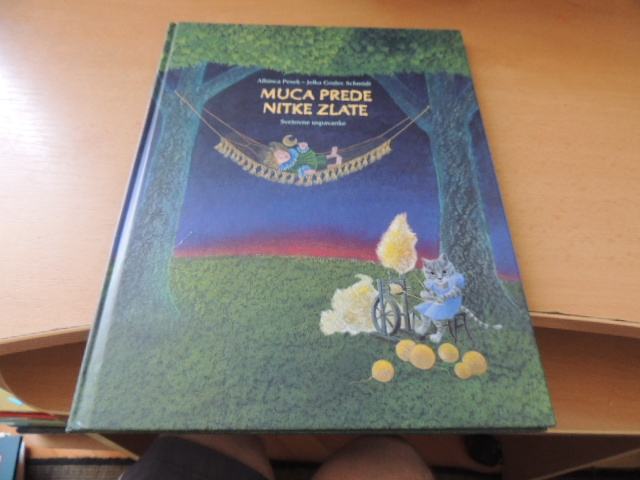 Albinca Pesek – Jelka Godec Schmidt
MUCA PREDE
NITKE ZLATE
Svetovne uspavanke